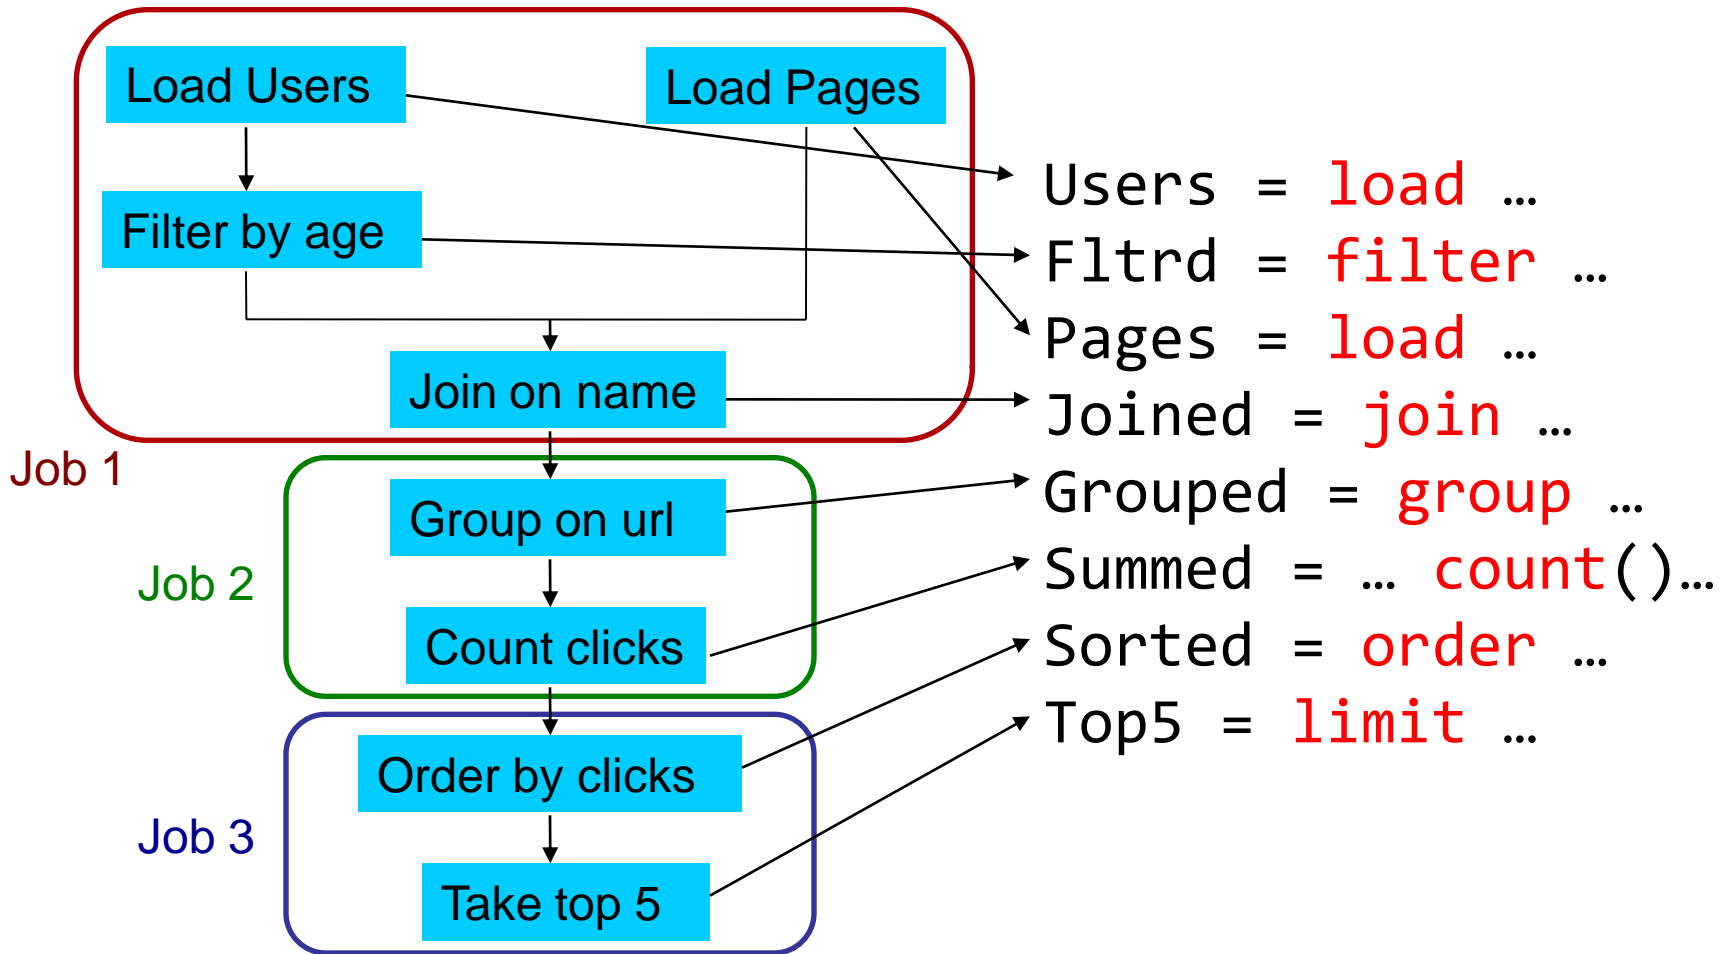 Load Users
Load Pages
Filter by age
Join on name
Job 1
Group on url
Job 2
Count clicks
Order by clicks
Job 3
Take top 5
Users = load …
Fltrd = filter …
Pages = load …
Joined = join …
Grouped = group …
Summed = … count()…
Sorted = order …
Top5 = limit …